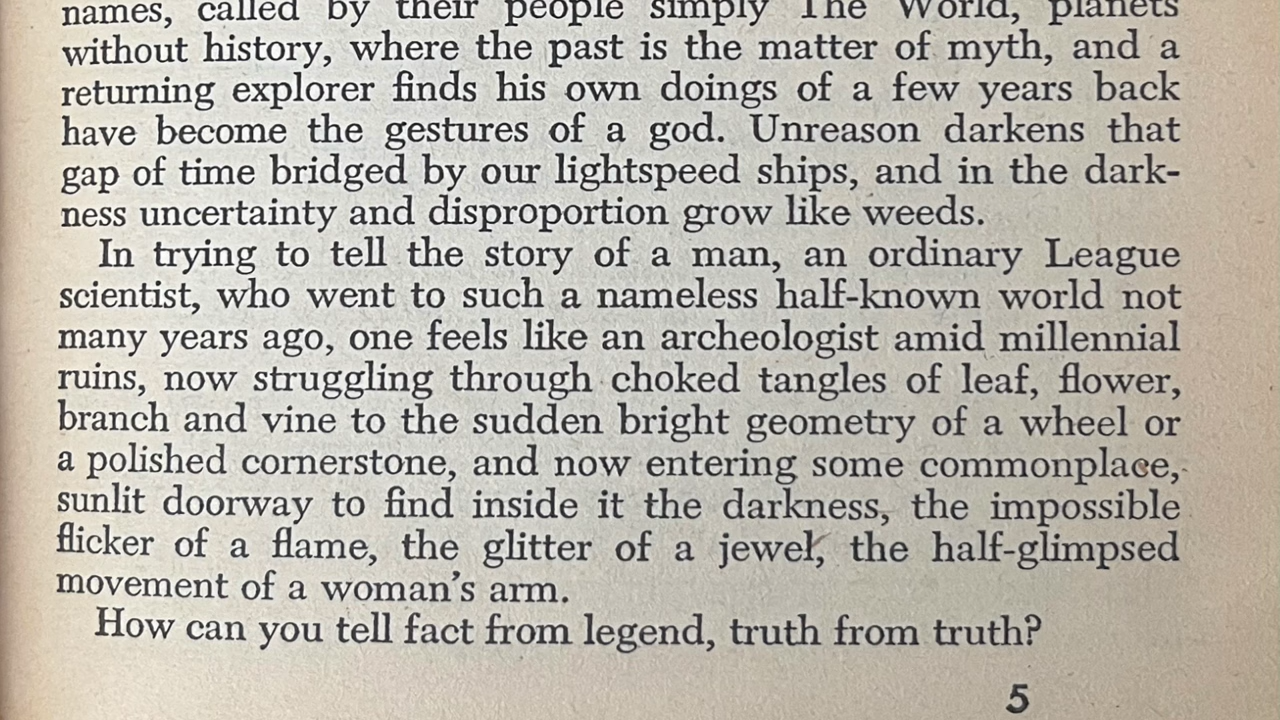 names, called by their people simply The World, planets
without history, where the past is the matter of myth, and a
returning explorer finds his own doings of a few years back
have become the gestures of a god. Unreason darkens that
gap of time bridged by our lightspeed ships, and in the dark-
ness uncertainty and disproportion grow like weeds.
In trying to tell the story of a man, an ordinary League
scientist, who went to such a nameless half-known world not
many years ago, one feels like an archeologist amid millennial
ruins, now struggling through choked tangles of leaf, flower,
branch and vine to the sudden bright geometry of a wheel or
a polished cornerstone, and now entering some commonplace,
sunlit doorway to find inside it the darkness, the impossible
flicker of a flame, the glitter of a jewel, the half-glimpsed
movement of a woman's arm.
How can you tell fact from legend, truth from truth?
5